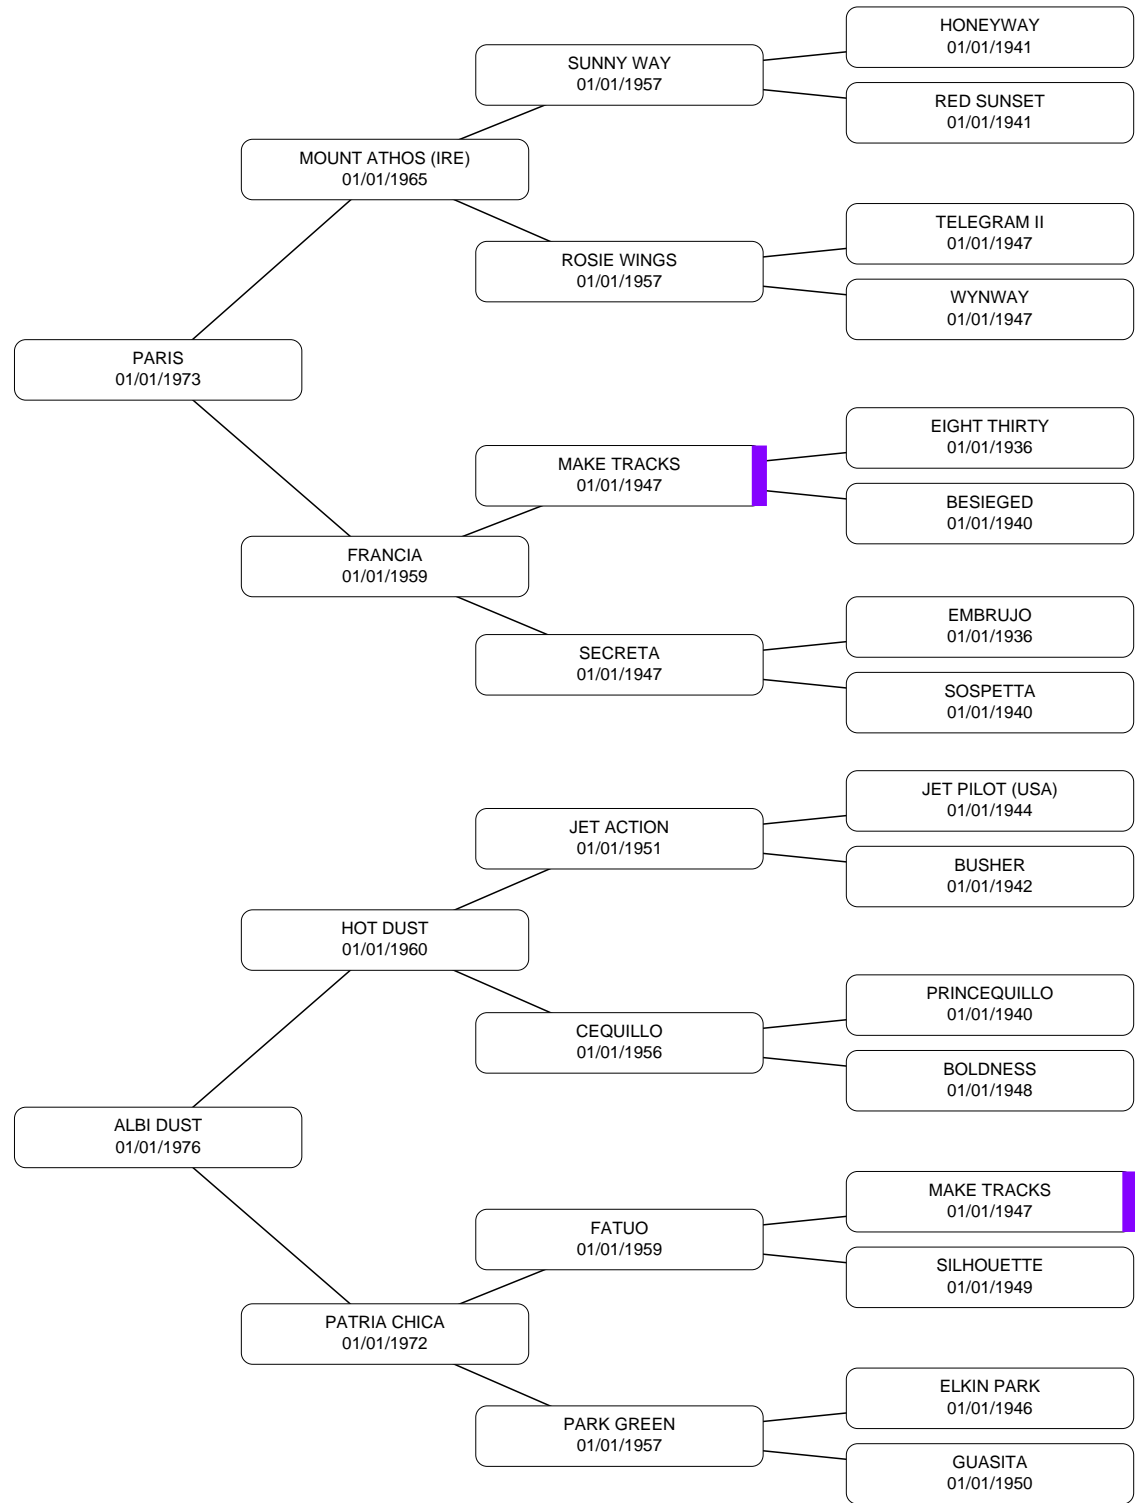 HONEYWAY
01/01/1941
SUNNY WAY
01/01/1957
RED SUNSET
01/01/1941
MOUNT ATHOS (IRE)
01/01/1965
TELEGRAM II
01/01/1947
ROSIE WINGS
01/01/1957
WYNWAY
01/01/1947
PARIS
01/01/1973
EIGHT THIRTY
01/01/1936
MAKE TRACKS
01/01/1947
BESIEGED
01/01/1940
FRANCIA
01/01/1959
EMBRUJO
01/01/1936
SECRETA
01/01/1947
SOSPETTA
01/01/1940
JET PILOT (USA)
01/01/1944
JET ACTION
01/01/1951
BUSHER
01/01/1942
HOT DUST
01/01/1960
PRINCEQUILLO
01/01/1940
CEQUILLO
01/01/1956
BOLDNESS
01/01/1948
ALBI DUST
01/01/1976
MAKE TRACKS
01/01/1947
FATUO
01/01/1959
SILHOUETTE
01/01/1949
PATRIA CHICA
01/01/1972
ELKIN PARK
01/01/1946
PARK GREEN
01/01/1957
GUASITA
01/01/1950